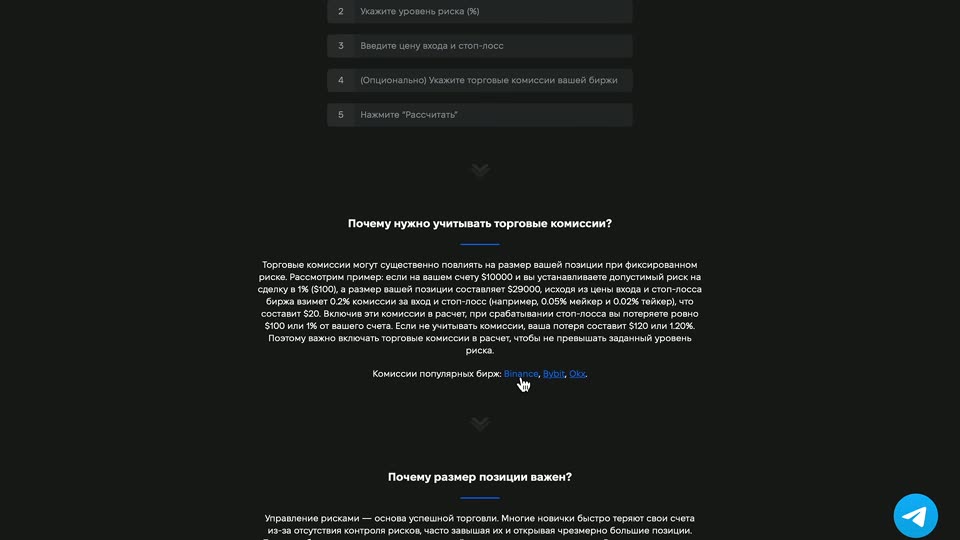 2 Укажите уровень риска (%)
3 Введите цену входа и стоп-лосс
4 (Опционально) Укажите торговые комиссии вашей биржи
5 Нажмите “Рассчитать”
Почему нужно учитывать торговые комиссии?
Торговые комиссии могут существенно повлиять на размер вашей позиции при фиксированном
риске. Рассмотрим пример: если на вашем счету $10000 и вы устанавливаете допустимый риск на
сделку в 1% ($100), а размер вашей позиции составляет $29000, исходя из цены входа и стоп-лосса
биржа взимет 0.2% комиссии за вход и стоп-лосс (например, 0.05% мейкер и 0.02% тейкер), что
составит $20. Включив эти комиссии в расчет, при срабатывании стоп-лосса вы потеряете ровно
$100 или 1% от вашего счета. Если не учитывать комиссии, ваша потеря составит $120 или 1.20%.
Поэтому важно включать торговые комиссии в расчет, чтобы не превышать заданный уровень
риска.
Комиссии популярных бирж: Binance, Bybit, Okx.
Почему размер позиции важен?
Управление рисками — основа успешной торговли. Многие новички быстро теряют свои счета
из-за отсутствия контроля рисков, часто завышая их и открывая чрезмерно большие позиции.